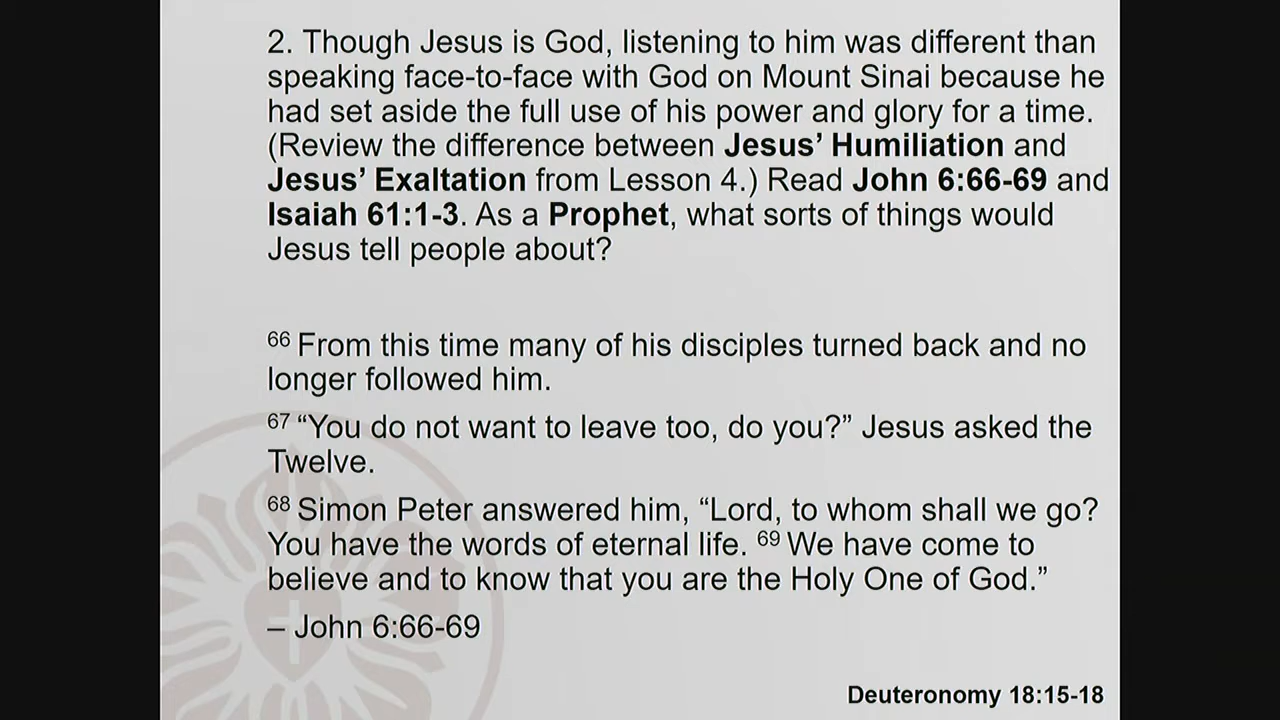 2. Though Jesus is God, listening to him was different than
speaking face-to-face with God on Mount Sinai because he
had set aside the full use of his power and glory for a time.
(Review the difference between Jesus’ Humiliation and
Jesus’ Exaltation from Lesson 4.) Read John 6:66-69 and
Isaiah 61:1-3. As a Prophet, what sorts of things would
Jesus tell people about?
66 From this time many of his disciples turned back and no
longer followed him.
67 “You do not want to leave too, do you?” Jesus asked the
Twelve.
68 Simon Peter answered him, “Lord, to whom shall we go?
You have the words of eternal life. 69 We have come to
believe and to know that you are the Holy One of God.”
– John 6:66-69
Deuteronomy 18:15-18